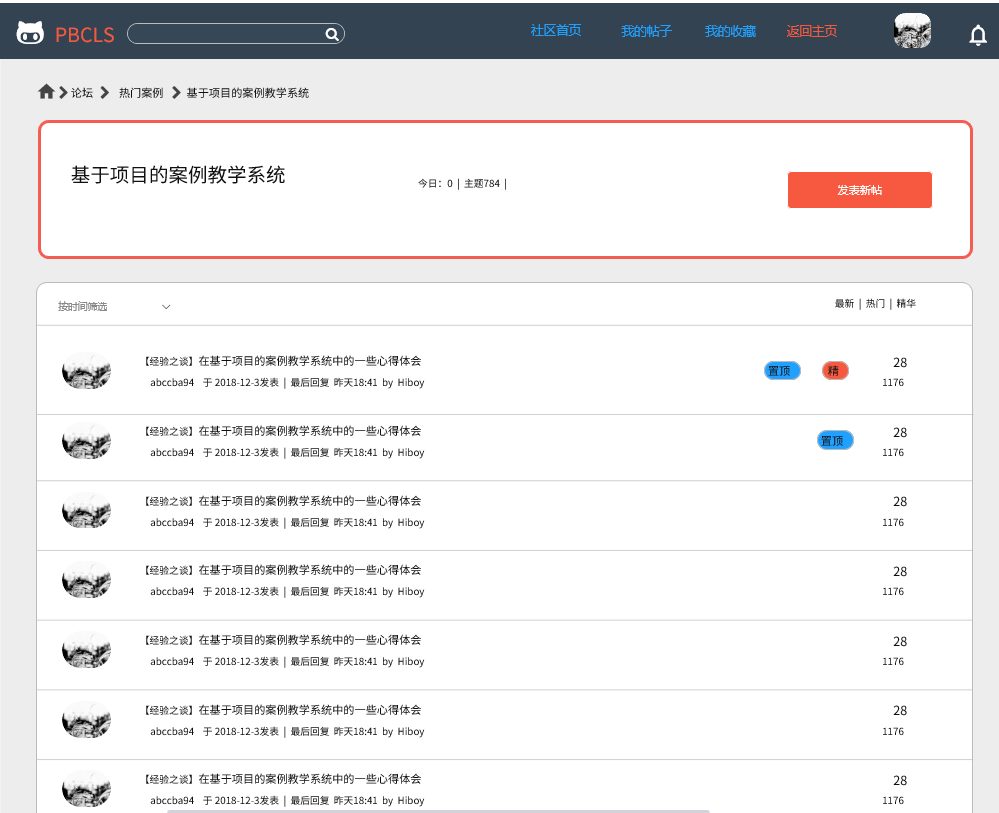 PBCLS 社区首页 我的帖子 我的收藏 返回主页
论坛 热门案例 基于项目的案例教学系统
基于项目的案例教学系统 今日：0 | 主题784 | 发表新帖
按时间筛选 最新 | 热门 | 精华
【经验之谈】在基于项目的案例教学系统中的一些心得体会 置顶 精 28
abccba94 于 2018-12-3发表 | 最后回复 昨天18:41 by Hiboy 1176
【经验之谈】在基于项目的案例教学系统中的一些心得体会 置顶 28
abccba94 于 2018-12-3发表 | 最后回复 昨天18:41 by Hiboy 1176
【经验之谈】在基于项目的案例教学系统中的一些心得体会 28
abccba94 于 2018-12-3发表 | 最后回复 昨天18:41 by Hiboy 1176
【经验之谈】在基于项目的案例教学系统中的一些心得体会 28
abccba94 于 2018-12-3发表 | 最后回复 昨天18:41 by Hiboy 1176
【经验之谈】在基于项目的案例教学系统中的一些心得体会 28
abccba94 于 2018-12-3发表 | 最后回复 昨天18:41 by Hiboy 1176
【经验之谈】在基于项目的案例教学系统中的一些心得体会 28
abccba94 于 2018-12-3发表 | 最后回复 昨天18:41 by Hiboy 1176
【经验之谈】在基于项目的案例教学系统中的一些心得体会 28
abccba94 于 2018-12-3发表 | 最后回复 昨天18:41 by Hiboy 1176